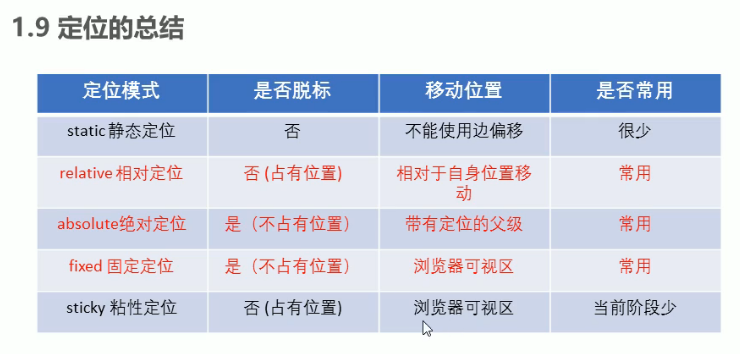 1.9 定位的总结
定位模式 是否脱标 移动位置 是否常用
static 静态定位 否 不能使用边偏移 很少
relative 相对定位 否 (占有位置) 相对于自身位置移
动 常用
absolute绝对定位 是（不占有位置） 带有定位的父级 常用
fixed 固定定位 是（不占有位置） 浏览器可视区 常用
sticky 粘性定位 否 (占有位置) 浏览器可视区 当前阶段少